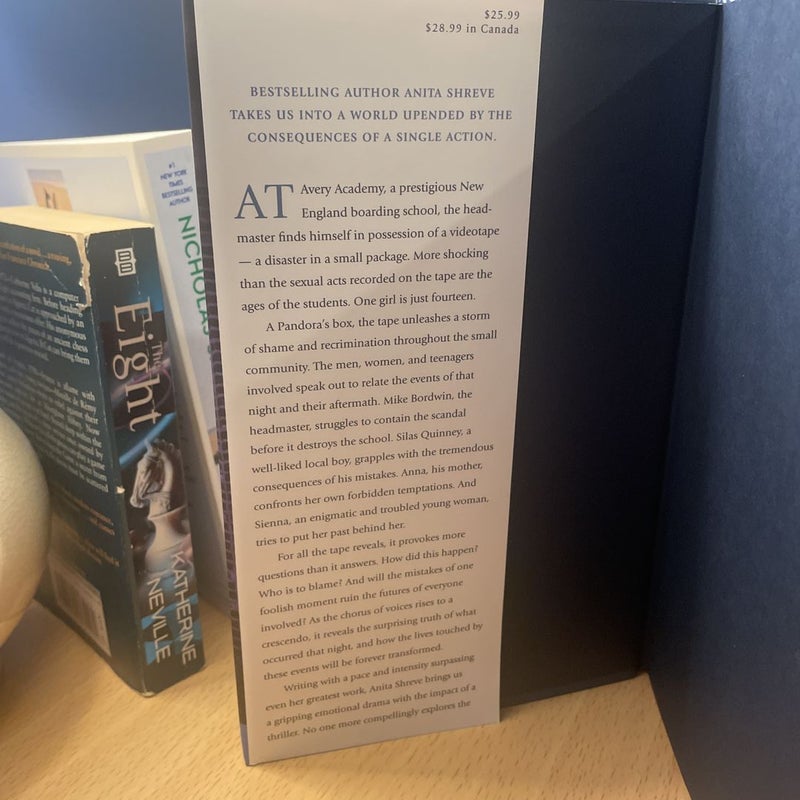 $25.99
$28.99 in Canada
BESTSELLING AUTHOR ANITA SHREVE
TAKES US INTO A WORLD UPENDED BY THE
CONSEQUENCES OF A SINGLE ACTION.
AT Avery Academy, a prestigious New
England boarding school, the head-
master finds himself in possession of a videotape
— a disaster in a small package. More shocking
than the sexual acts recorded on the tape are the
ages of the students. One girl is just fourteen.
A Pandora's box, the tape unleashes a storm
of shame and recrimination throughout the small
community. The men, women, and teenagers
involved speak out to relate the events of that
night and their aftermath. Mike Bordwin, the
headmaster, struggles to contain the scandal
before it destroys the school. Silas Quinney, a
well-liked local boy, grapples with the tremendous
consequences of his mistakes. Anna, his mother,
confronts her own forbidden temptations. And
Sienna, an enigmatic and troubled young woman,
tries to put her past behind her.
For all the tape reveals, it provokes more
questions than it answers. How did this happen?
Who is to blame? And will the mistakes of one
foolish moment ruin the futures of everyone
involved? As the chorus of voices rises to a
crescendo, it reveals the surprising truth of what
occurred that night, and how the lives touched by
these events will be forever transformed.
Writing with a pace and intensity surpassing
even her greatest work, Anita Shreve brings us
a gripping emotional drama with the impact of a
thriller. No one more compellingly explores the
#1
NEW YORK
TIMES
BESTSELLING
AUTHOR
NICHOLAS
The
Eight
KATHERINE
NEVILLE